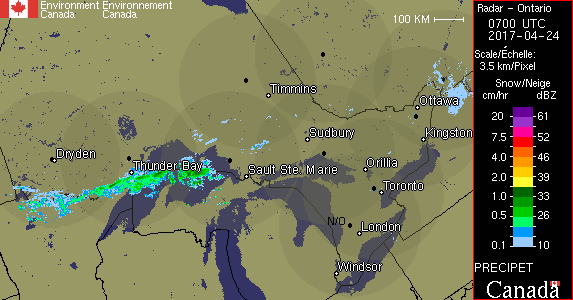 Environment Environnement
Canada Canada
100 KM
Timmins
Ottawa
Sudbury
Kingston
Dryden
Thunder Bay
Sault Ste. Marie
Orillia
Toronto
N/O
London
Windsor
Radar - Ontario
0700 UTC
2017-04-24
Scale/Échelle:
3.5 km/Pixel
Snow/Neige
cm/hr dBZ
20 61
7.5 52
4.0 46
2.0 39
1.0 33
0.5 26
0.1 10
PRECIPET
Canada